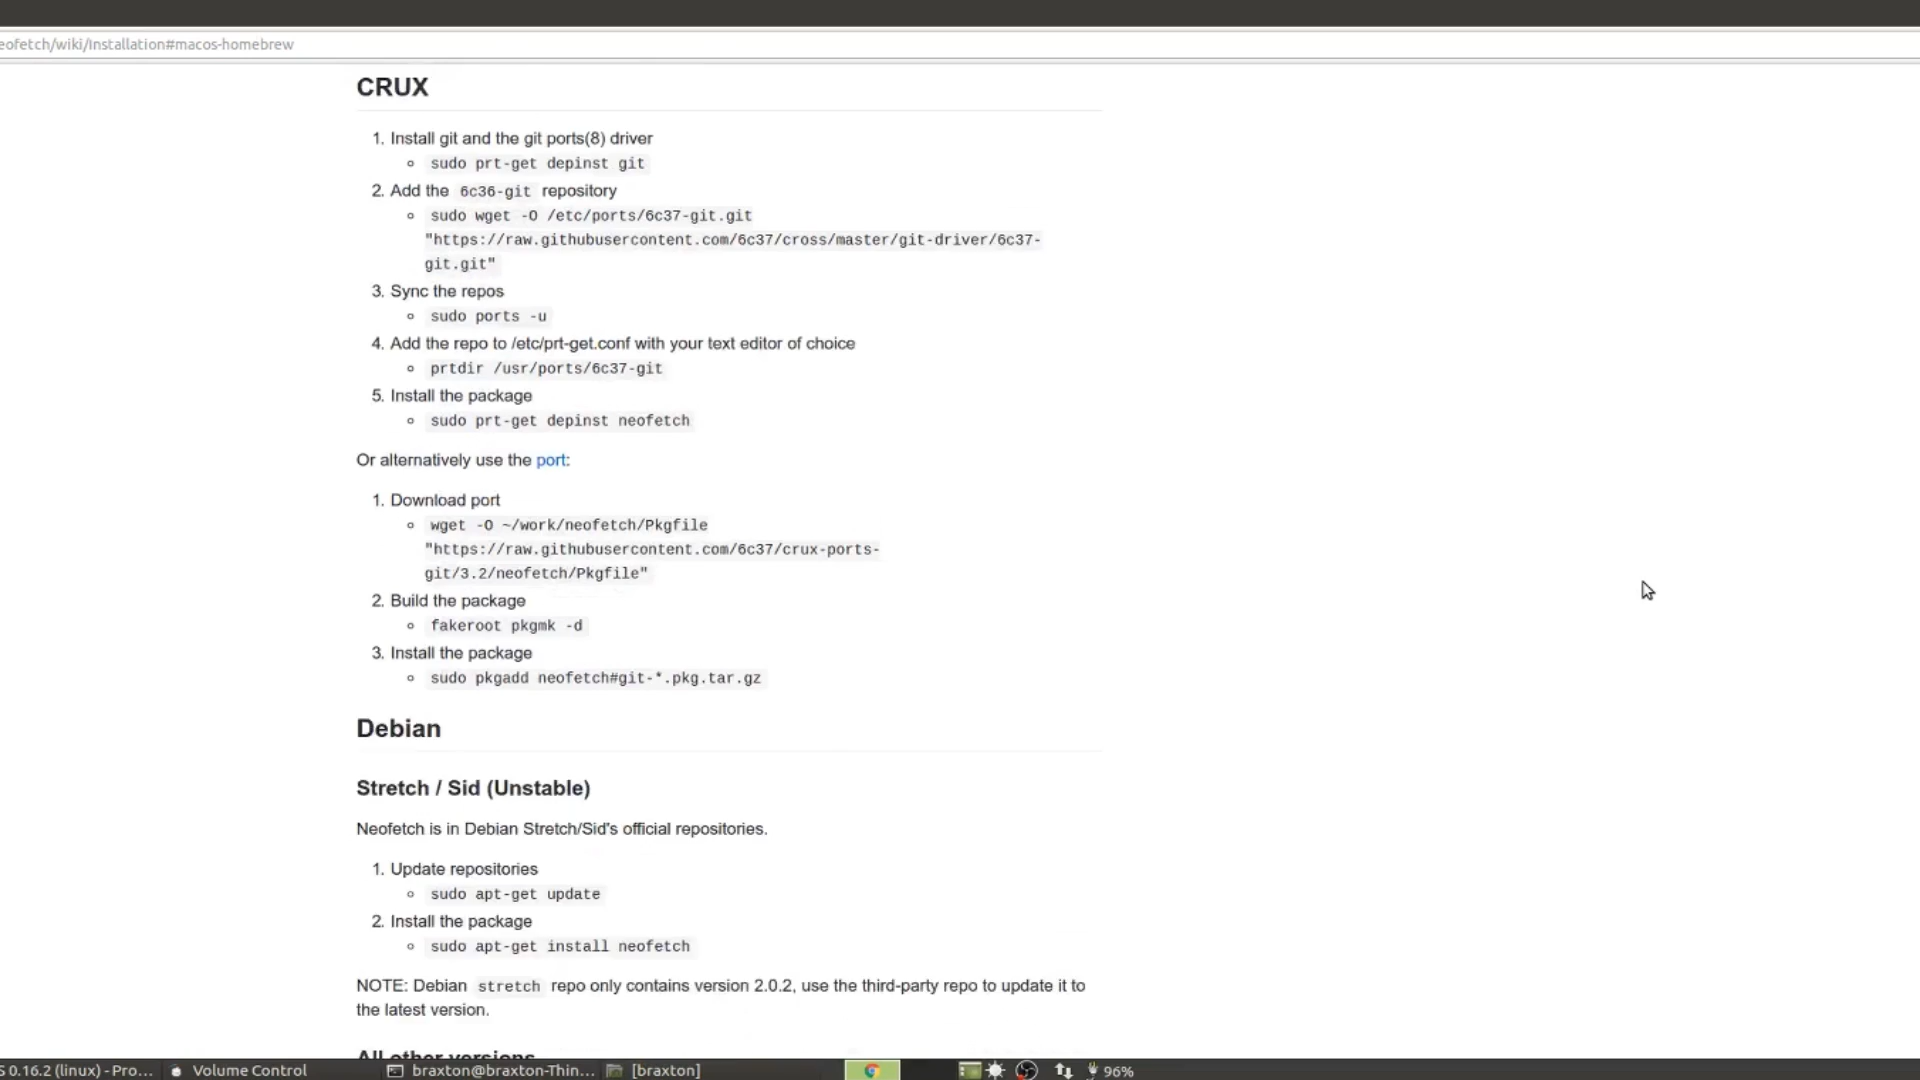 eofetch/wiki/Installation#macos-homebrew
CRUX
1. Install git and the git ports(8) driver
sudo prt-get depinst git
2. Add the 6c36-git repository
sudo wget -O /etc/ports/6c37-git.git
"https://raw.githubusercontent.com/6c37/cross/master/git-driver/6c37-
git.git"
3. Sync the repos
sudo ports -u
4. Add the repo to /etc/prt-get.conf with your text editor of choice
prtdir /usr/ports/6c37-git
5. Install the package
sudo prt-get depinst neofetch
Or alternatively use the port:
1. Download port
wget -O ~/work/neofetch/Pkgfile
"https://raw.githubusercontent.com/6c37/crux-ports-
git/3.2/neofetch/Pkgfile"
2. Build the package
fakeroot pkgmk -d
3. Install the package
sudo pkgadd neofetch#git-*.pkg.tar.gz
Debian
Stretch / Sid (Unstable)
Neofetch is in Debian Stretch/Sid's official repositories.
1. Update repositories
sudo apt-get update
2. Install the package
sudo apt-get install neofetch
NOTE: Debian stretch repo only contains version 2.0.2, use the third-party repo to update it to
the latest version.
All other versions
S 0.16.2 (linux) - Pro... Volume Control braxton@braxton-Thin... [braxton] 96%